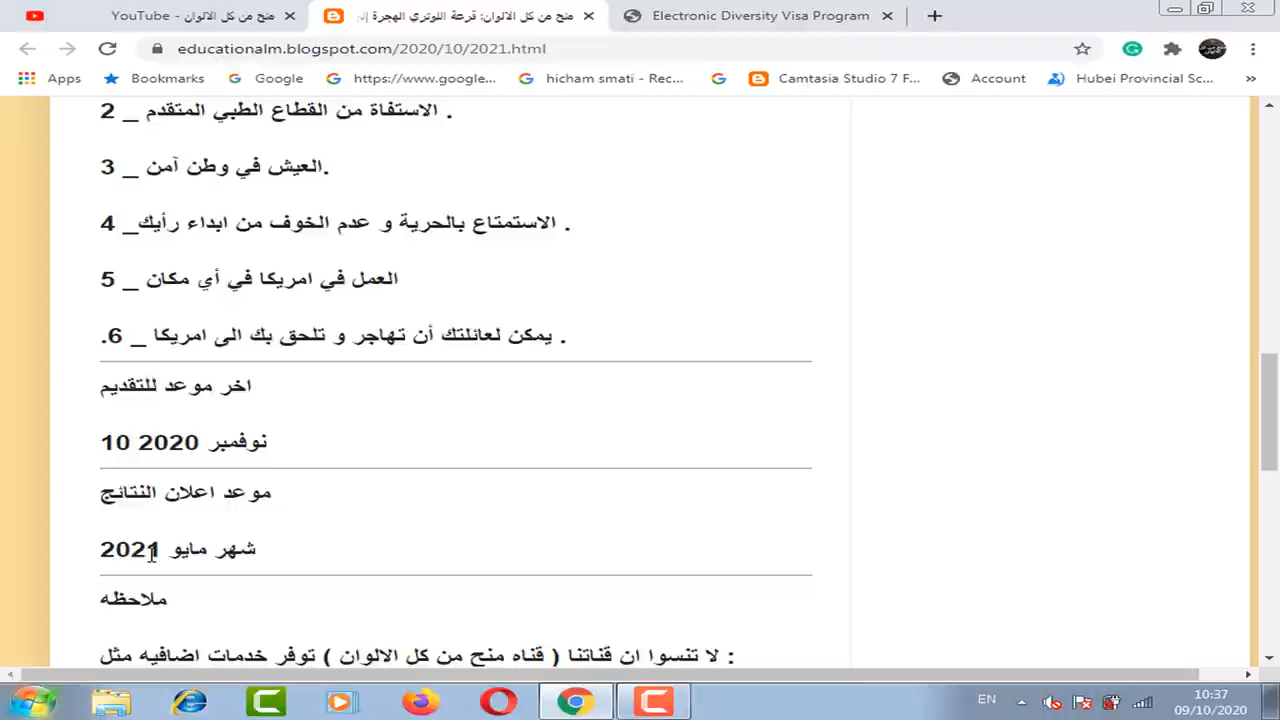 منح من كل الالوان - YouTube
منح من كل الالوان: قرعة اللوتري الهجرة إلى
Electronic Diversity Visa Program
educationalm.blogspot.com/2020/10/2021.html
Apps
Bookmarks
Google
https://www.google...
hicham smati - Rec...
Camtasia Studio 7 F...
Account
Hubei Provincial Sc...
»
2 _ الاستفاة من القطاع الطبي المتقدم .
3 _ العيش في وطن آمن.
4 _الاستمتاع بالحرية و عدم الخوف من ابداء رأيك .
5 _ العمل في امريكا في أي مكان
.6 _ يمكن لعائلتك أن تهاجر و تلحق بك الى امريكا .
اخر موعد للتقديم
10 2020 نوفمبر
موعد اعلان النتائج
2021 شهر مايو
ملاحظه
لا تنسوا ان قناتنا ( قناه منح من كل الالوان ) توفر خدمات اضافيه مثل :
EN
10:37
09/10/2020